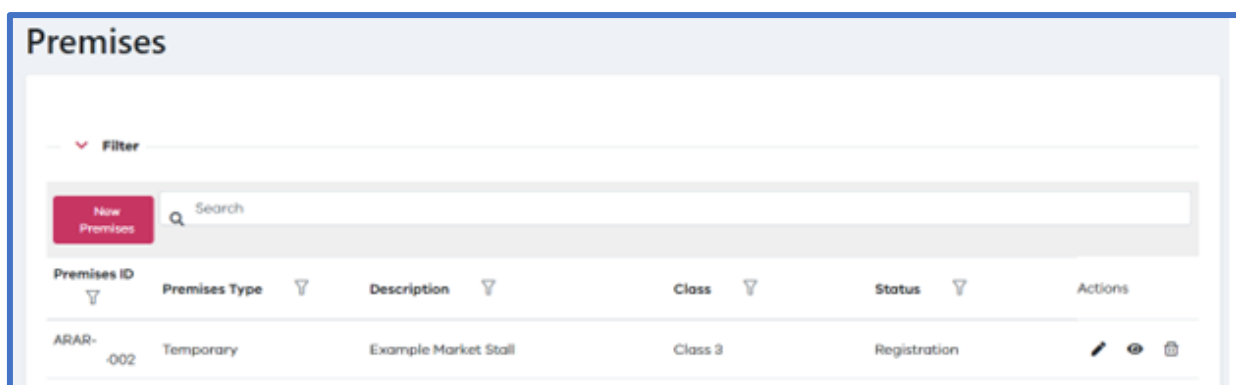 Premises
Filter
New
Premises
Search
Premises ID
Premises Type
Description
Class
Status
Actions
ARAR-
-002
Temporary
Example Market Stall
Class 3
Registration